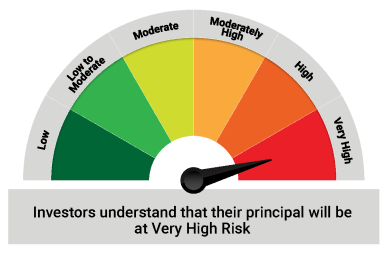 Low
Low to
Moderate
Moderate
Moderately
High
High
Very High
Investors understand that their principal will be
at Very High Risk